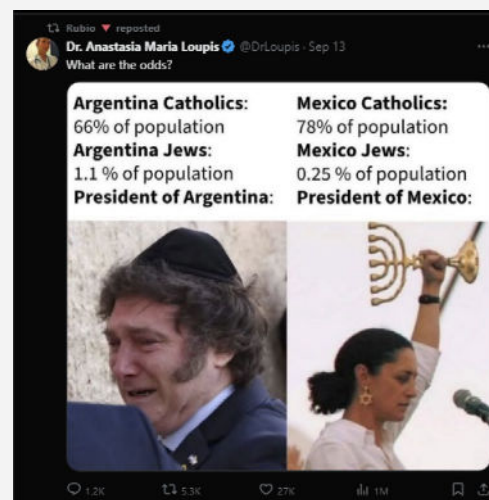 Rubio 🔻 reposted
Dr. Anastasia Maria Loupis @DrLoupis · Sep 13
What are the odds?
Argentina Catholics:
66% of population
Argentina Jews:
1.1 % of population
President of Argentina:
Mexico Catholics:
78% of population
Mexico Jews:
0.25 % of population
President of Mexico:
1.2K 5.3K 27K 1M